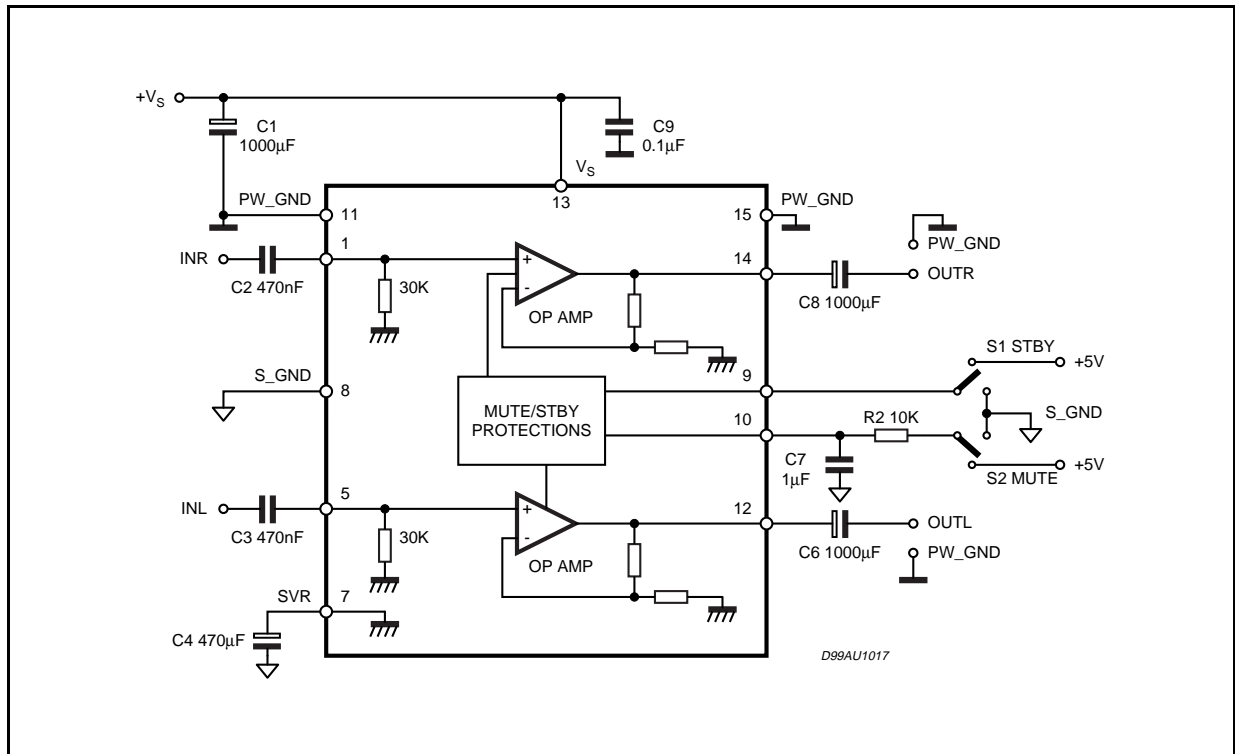 +VS
C1
1000µF
C9
0.1µF
VS
PW_GND
13
PW_GND
11
15
PW_GND
1
14
INR
OUTR
C2 470nF
30K
C8 1000µF
OP AMP
S1 STBY
S_GND
9
+5V
8
MUTE/STBY
PROTECTIONS
S_GND
10
R2 10K
C7
1µF
+5V
S2 MUTE
5
12
INL
OUTL
C3 470nF
30K
C6 1000µF
PW_GND
OP AMP
SVR
7
C4 470µF
D99AU1017
+
-
+
-